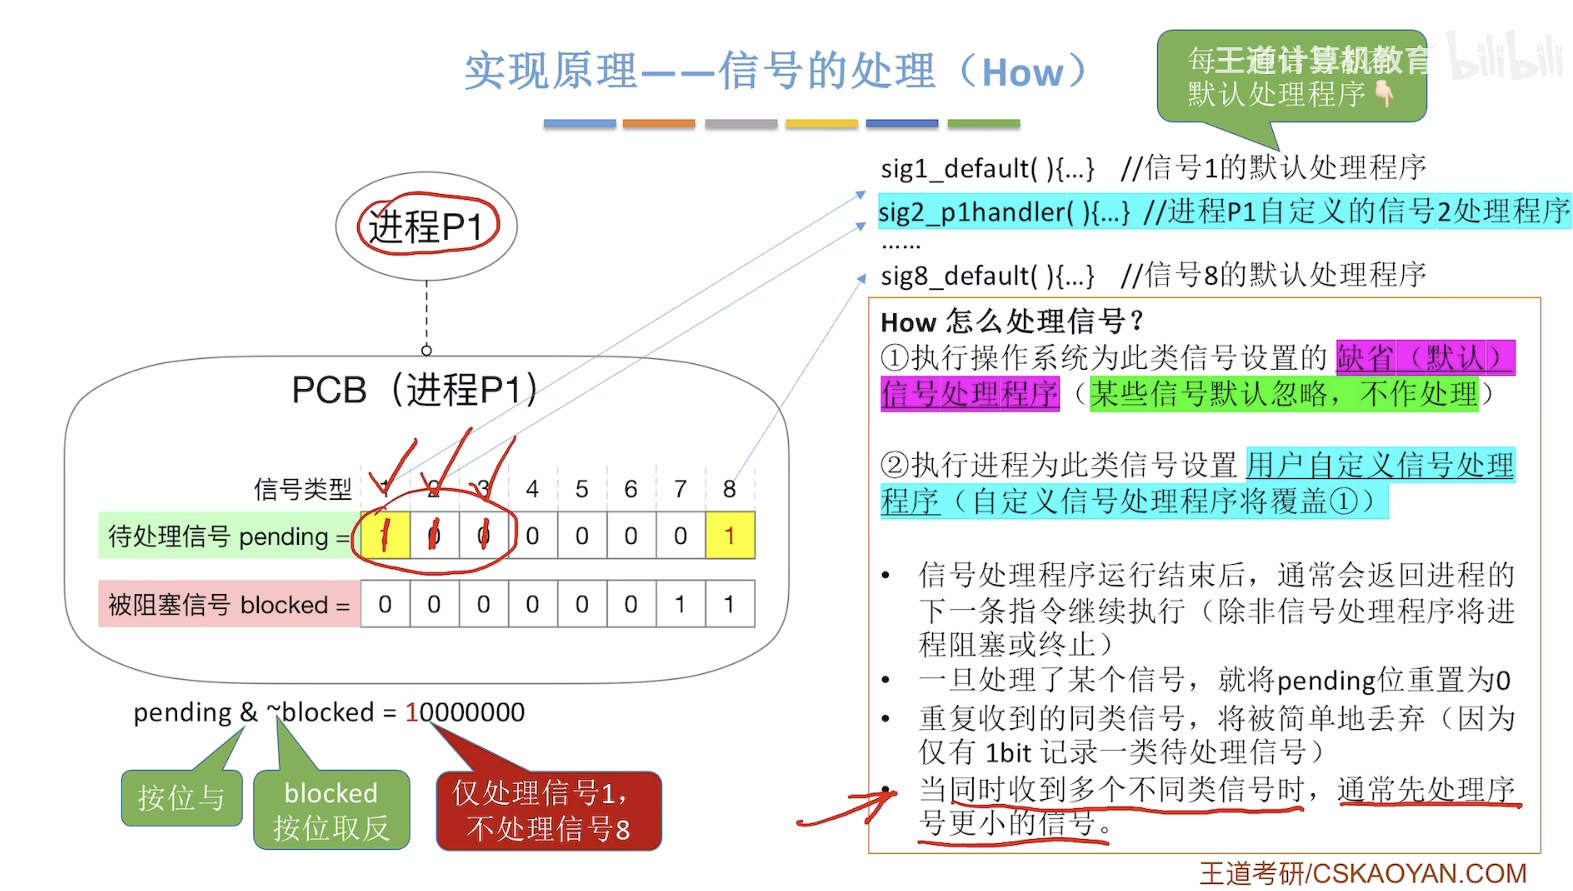 实现原理——信号的处理（How）
王道计算机教育
bilibili
默认处理程序👇🏻
sig1_default( ){...} //信号1的默认处理程序
sig2_p1handler( ){...} //进程P1自定义的信号2处理程序
......
sig8_default( ){...} //信号8的默认处理程序
进程P1
PCB（进程P1）
信号类型 1 2 3 4 5 6 7 8
待处理信号 pending = 1 0 0 0 0 0 0 1
被阻塞信号 blocked = 0 0 0 0 0 0 1 1
pending & ~blocked = 10000000
按位与
blocked
按位取反
仅处理信号1，
不处理信号8
How 怎么处理信号？
①执行操作系统为此类信号设置的 缺省（默认）
信号处理程序（某些信号默认忽略，不作处理）
②执行进程为此类信号设置 用户自定义信号处理
程序（自定义信号处理程序将覆盖①）
• 信号处理程序运行结束后，通常会返回进程的
下一条指令继续执行（除非信号处理程序将进
程阻塞或终止）
• 一旦处理了某个信号，就将pending位重置为0
• 重复收到的同类信号，将被简单地丢弃（因为
仅有 1bit 记录一类待处理信号）
• 当同时收到多个不同类信号时，通常先处理序
号更小的信号。
王道考研/CSKAOYAN.COM